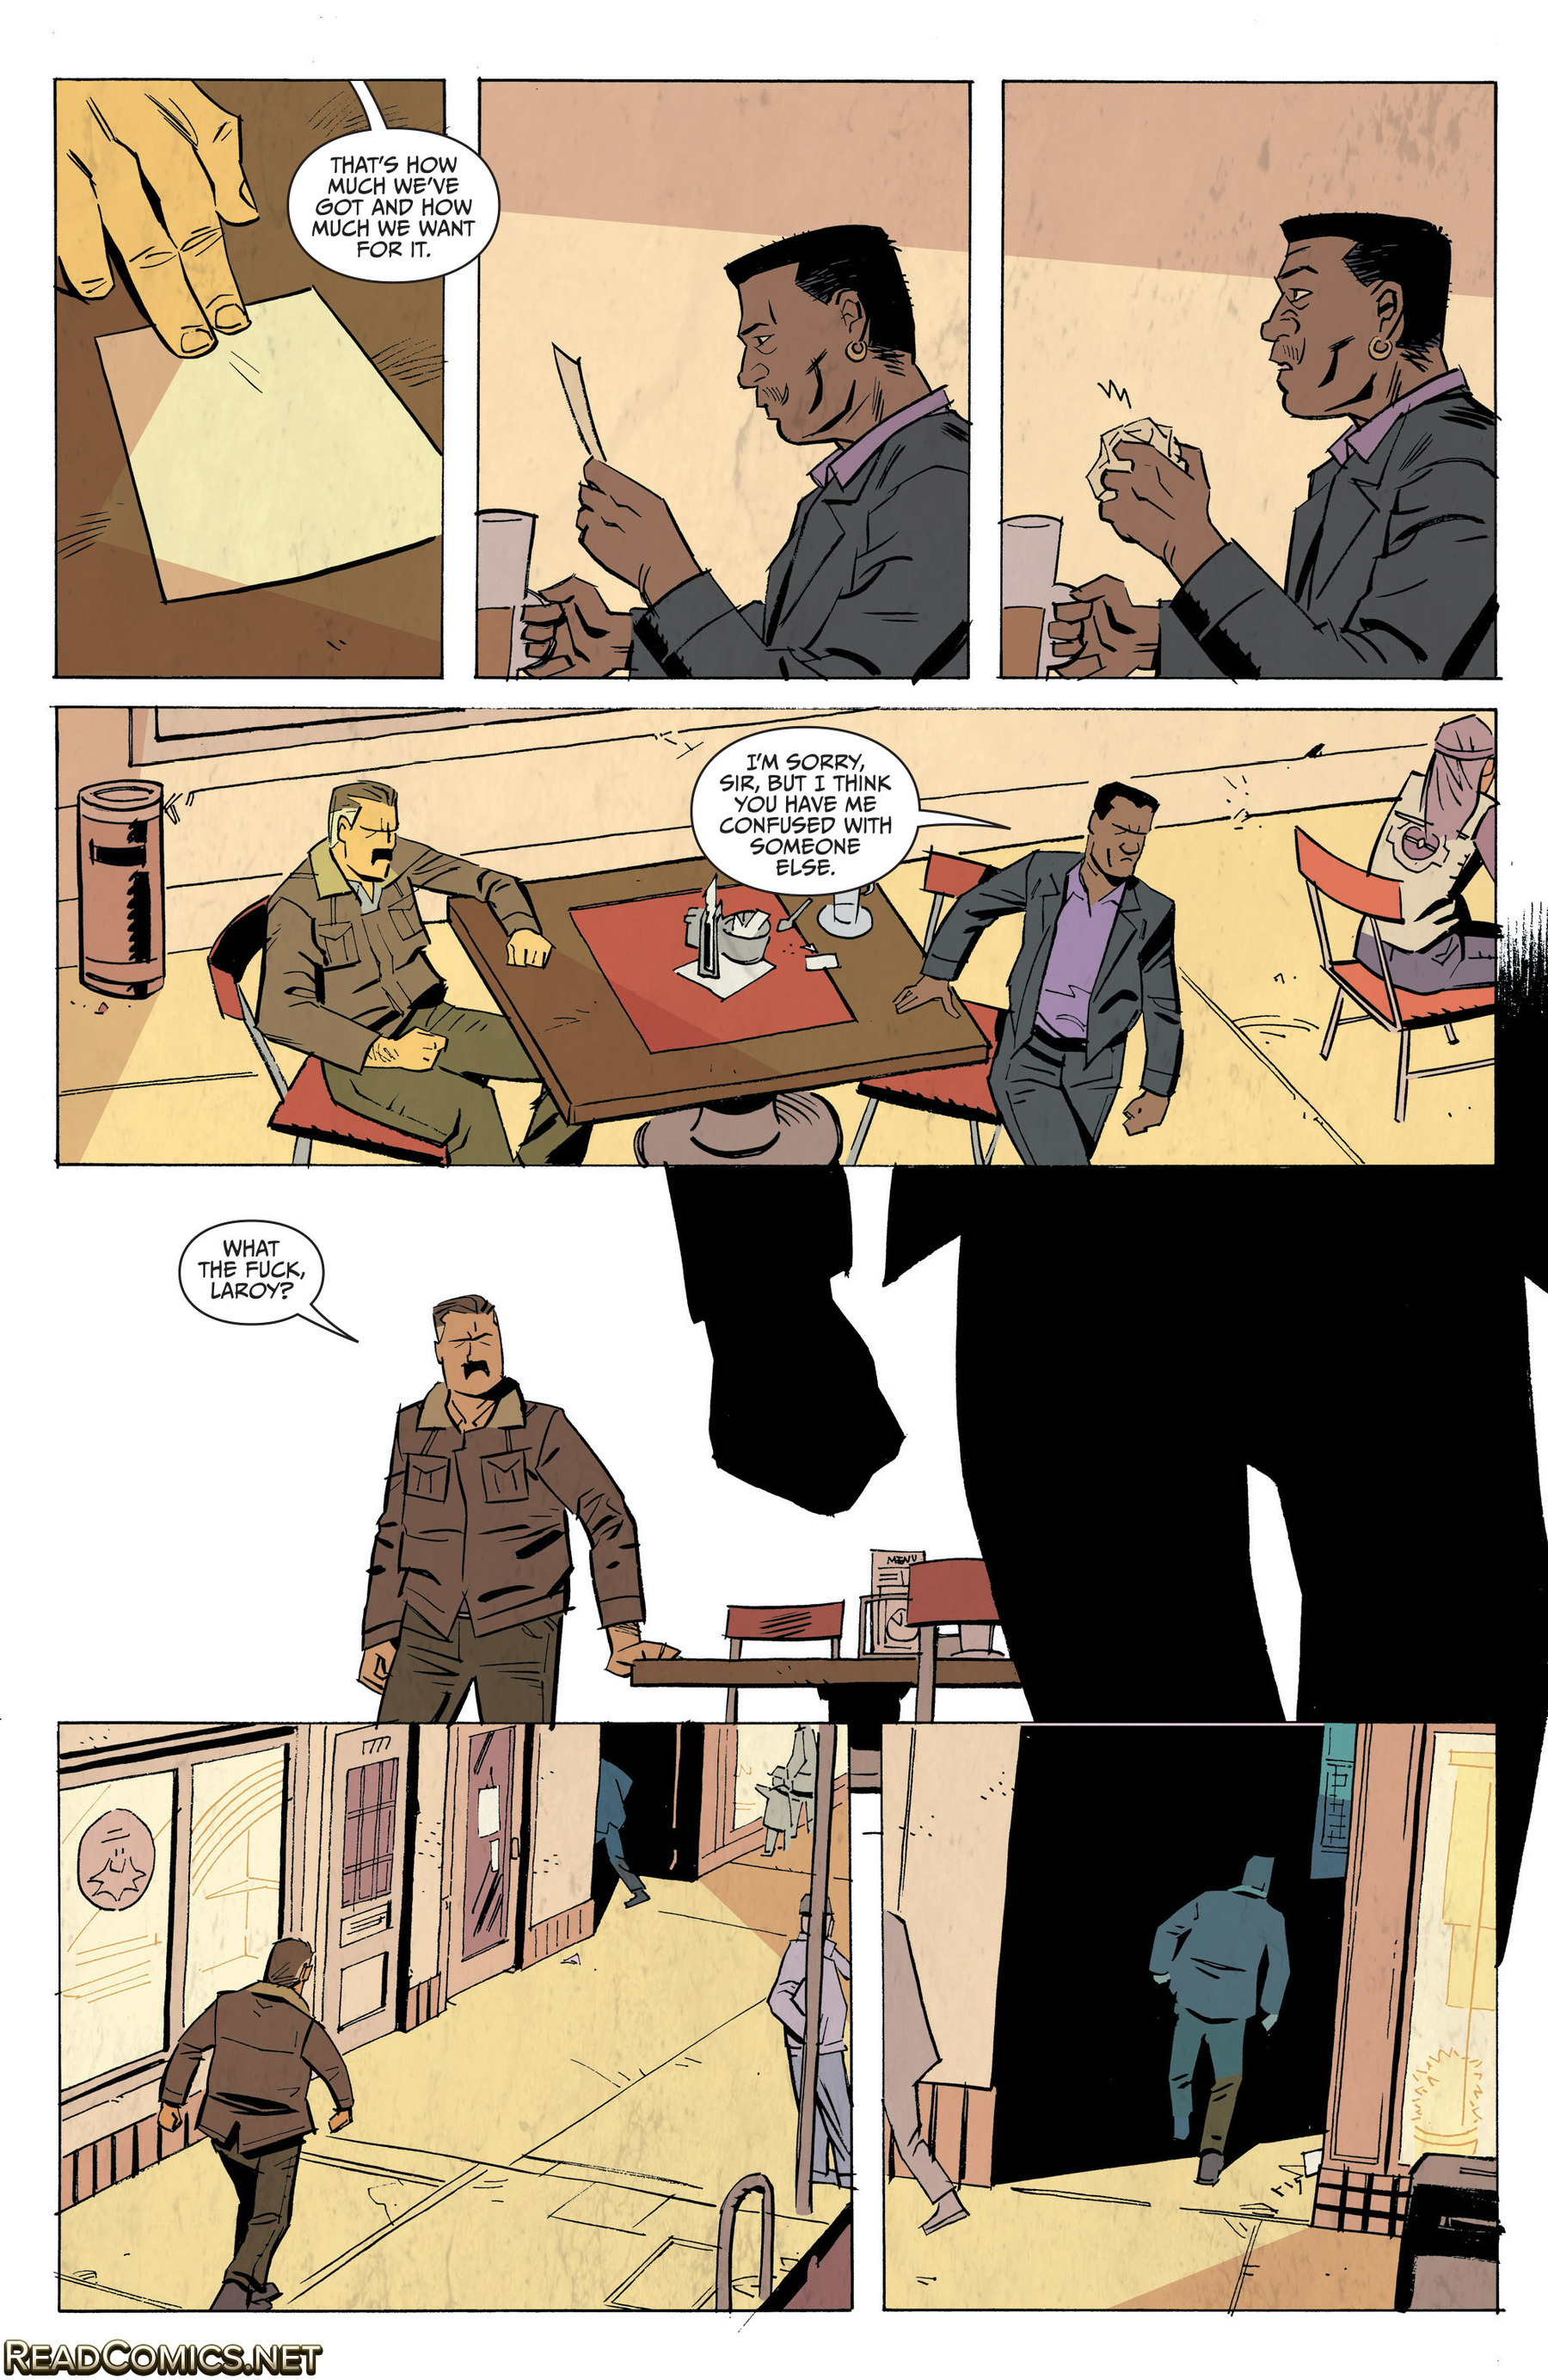 THAT'S HOW
MUCH WE'VE
GOT AND HOW
MUCH WE WANT
FOR IT.
I'M SORRY,
SIR, BUT I THINK
YOU HAVE ME
CONFUSED WITH
SOMEONE
ELSE.
WHAT
THE FUCK,
LAROY?
MENU
READCOMICS.NET